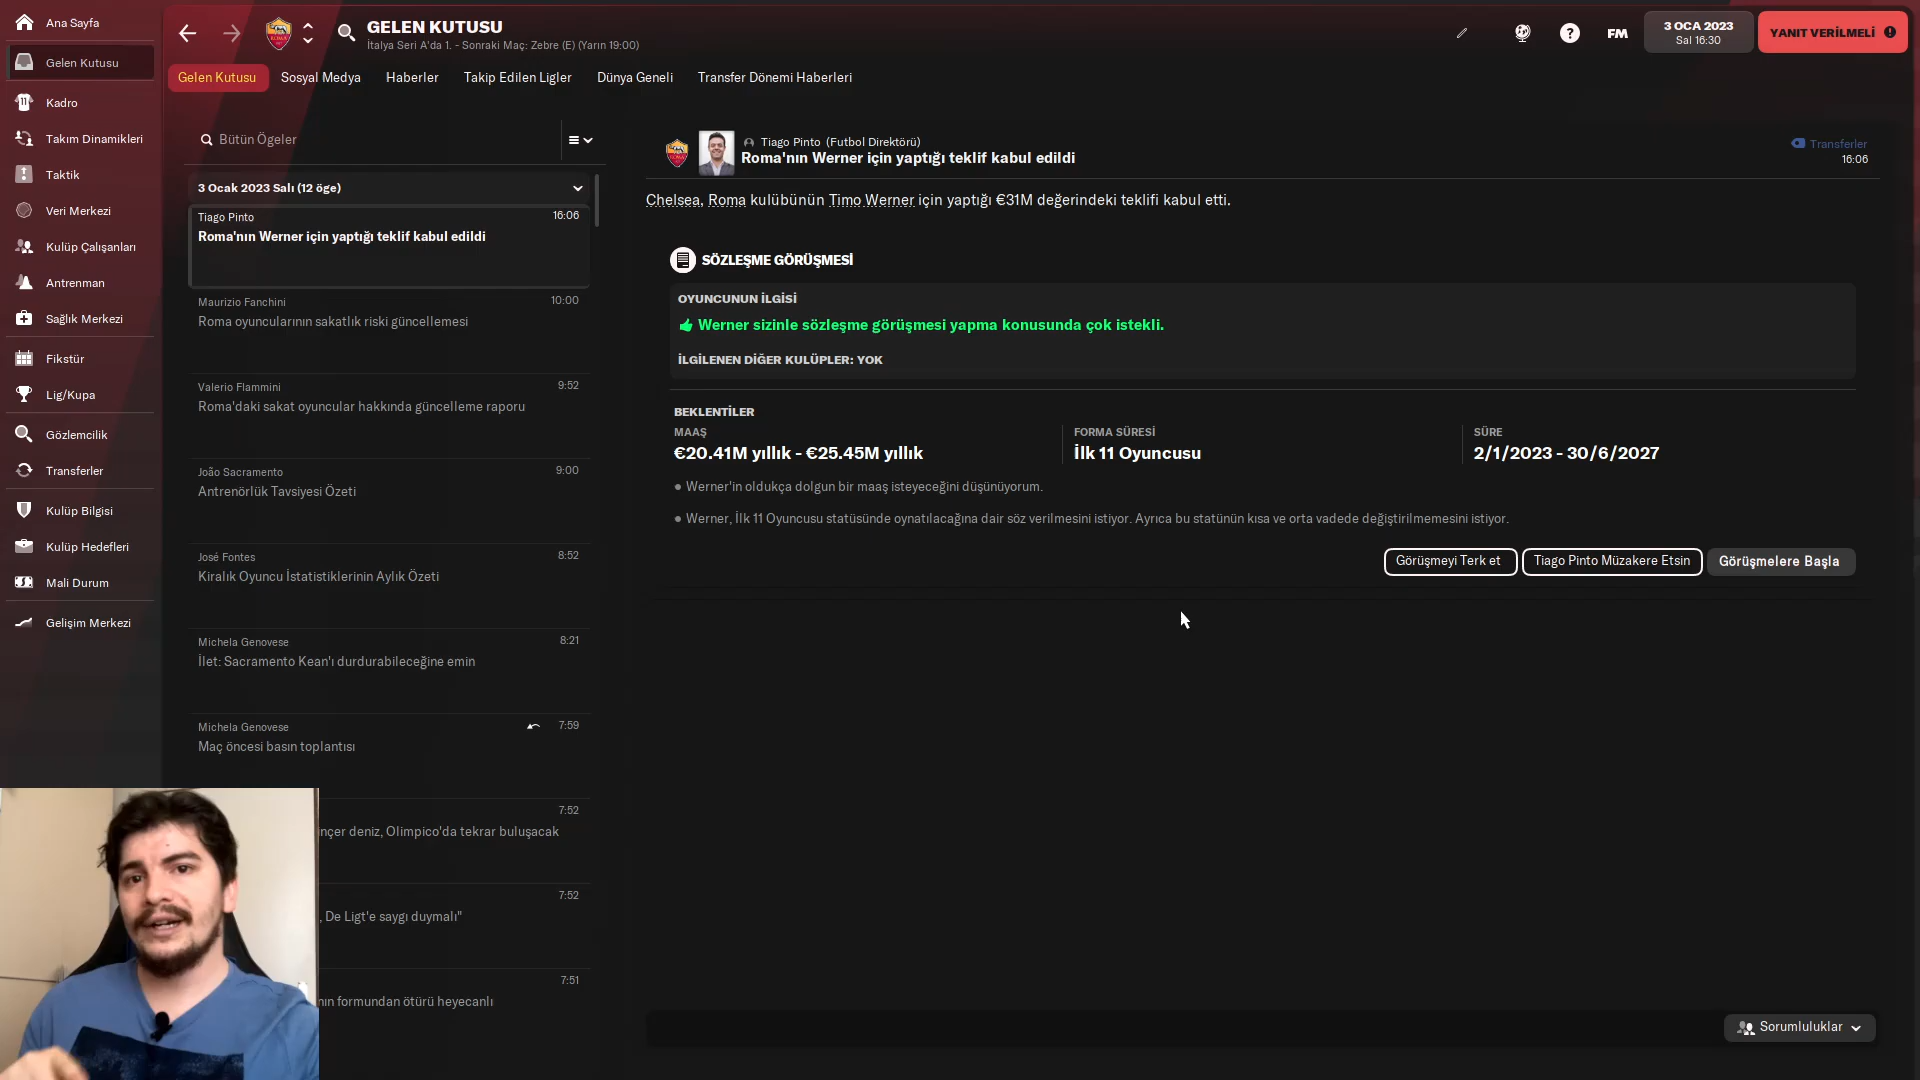 Ana Sayfa
Gelen Kutusu
Kadro
Takım Dinamikleri
Taktik
Veri Merkezi
Kulüp Çalışanları
Antrenman
Sağlık Merkezi
Fikstür
Lig/Kupa
Gözlemcilik
Transferler
Kulüp Bilgisi
Kulüp Hedefleri
Mali Durum
Gelişim Merkezi
GELEN KUTUSU
İtalya Seri A'da 1. - Sonraki Maç: Zebre (E) (Yarın 19:00)
FM
3 OCA 2023
Sal 16:30
YANIT VERİLMELİ
Gelen Kutusu
Sosyal Medya
Haberler
Takip Edilen Ligler
Dünya Geneli
Transfer Dönemi Haberleri
Bütün Ögeler
3 Ocak 2023 Salı (12 öge)
Tiago Pinto 16:06
Roma'nın Werner için yaptığı teklif kabul edildi
Maurizio Fanchini 10:00
Roma oyuncularının sakatlık riski güncellemesi
Valerio Flammini 9:52
Roma'daki sakat oyuncular hakkında güncelleme raporu
João Sacramento 9:00
Antrenörlük Tavsiyesi Özeti
José Fontes 8:52
Kiralık Oyuncu İstatistiklerinin Aylık Özeti
Michela Genovese 8:21
İlet: Sacramento Kean'ı durdurabileceğine emin
Michela Genovese 7:59
Maç öncesi basın toplantısı
7:52
nçer deniz, Olimpico'da tekrar buluşacak
7:52
, De Ligt'e saygı duymalı"
7:51
nın formundan ötürü heyecanlı
Tiago Pinto (Futbol Direktörü)
Roma'nın Werner için yaptığı teklif kabul edildi
Transferler
16:06
Chelsea, Roma kulübünün Timo Werner için yaptığı €31M değerindeki teklifi kabul etti.
SÖZLEŞME GÖRÜŞMESİ
OYUNCUNUN İLGİSİ
Werner sizinle sözleşme görüşmesi yapma konusunda çok istekli.
İLGİLENEN DİĞER KULÜPLER: YOK
BEKLENTİLER
MAAŞ
€20.41M yıllık - €25.45M yıllık
FORMA SÜRESİ
İlk 11 Oyuncusu
SÜRE
2/1/2023 - 30/6/2027
Werner'in oldukça dolgun bir maaş isteyeceğini düşünüyorum.
Werner, İlk 11 Oyuncusu statüsünde oynatılacağına dair söz verilmesini istiyor. Ayrıca bu statünün kısa ve orta vadede değiştirilmemesini istiyor.
Görüşmeyi Terk et
Tiago Pinto Müzakere Etsin
Görüşmelere Başla
Sorumluluklar